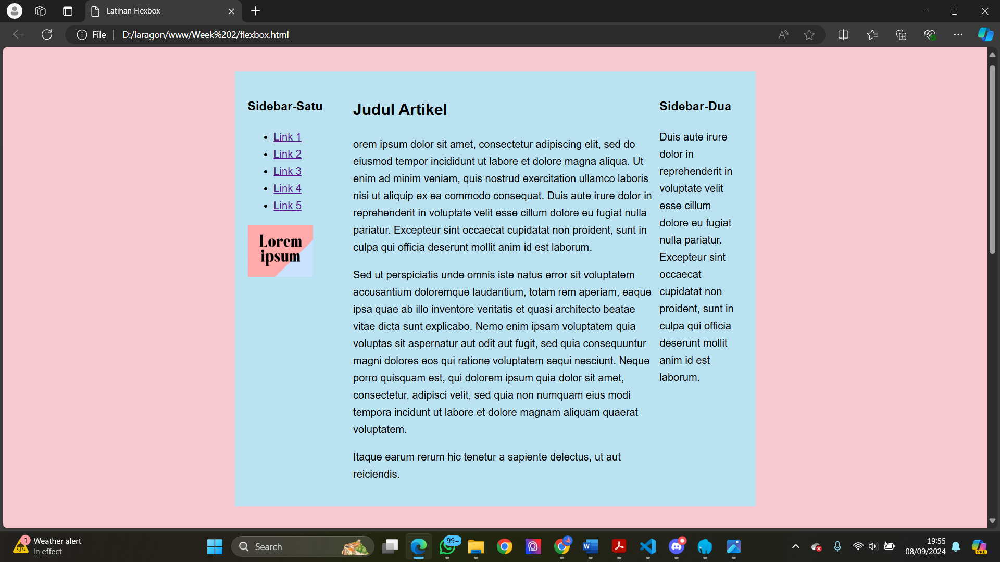 Latihan Flexbox
File
D:/laragon/www/Week%202/flexbox.html
Sidebar-Satu
Link 1
Link 2
Link 3
Link 4
Link 5
Lorem
ipsum
Judul Artikel
orem ipsum dolor sit amet, consectetur adipiscing elit, sed do
eiusmod tempor incididunt ut labore et dolore magna aliqua. Ut
enim ad minim veniam, quis nostrud exercitation ullamco laboris
nisi ut aliquip ex ea commodo consequat. Duis aute irure dolor in
reprehenderit in voluptate velit esse cillum dolore eu fugiat nulla
pariatur. Excepteur sint occaecat cupidatat non proident, sunt in
culpa qui officia deserunt mollit anim id est laborum.
Sed ut perspiciatis unde omnis iste natus error sit voluptatem
accusantium doloremque laudantium, totam rem aperiam, eaque
ipsa quae ab illo inventore veritatis et quasi architecto beatae
vitae dicta sunt explicabo. Nemo enim ipsam voluptatem quia
voluptas sit aspernatur aut odit aut fugit, sed quia consequuntur
magni dolores eos qui ratione voluptatem sequi nesciunt. Neque
porro quisquam est, qui dolorem ipsum quia dolor sit amet,
consectetur, adipisci velit, sed quia non numquam eius modi
tempora incidunt ut labore et dolore magnam aliquam quaerat
voluptatem.
Itaque earum rerum hic tenetur a sapiente delectus, ut aut
reiciendis.
Sidebar-Dua
Duis aute irure
dolor in
reprehenderit in
voluptate velit
esse cillum
dolore eu fugiat
nulla pariatur.
Excepteur sint
occaecat
cupidatat non
proident, sunt in
culpa qui officia
deserunt mollit
anim id est
laborum.
1
Weather alert
In effect
Search
99+
W
19:55
08/09/2024
PRE